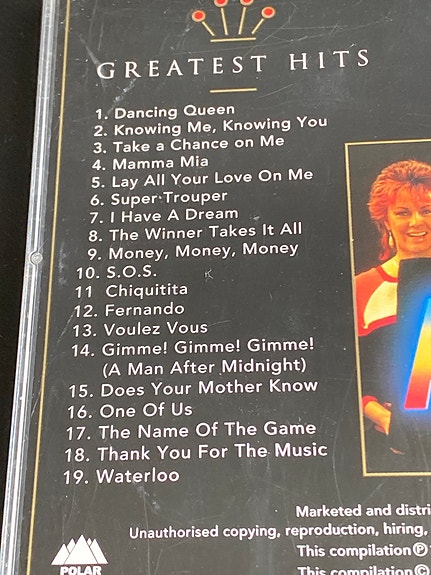 GREATEST HITS
1. Dancing Queen
2. Knowing Me, Knowing You
3. Take a Chance on Me
4. Mamma Mia
5. Lay All Your Love On Me
6. Super Trouper
7. I Have A Dream
8. The Winner Takes It All
9. Money, Money, Money
10. S.O.S.
11 Chiquitita
12. Fernando
13. Voulez Vous
14. Gimme! Gimme! Gimme!
(A Man After Midnight)
15. Does Your Mother Know
16. One Of Us
17. The Name Of The Game
18. Thank You For The Music
19. Waterloo
Marketed and distri
Unauthorised copying, reproduction, hiring,
This compilation Ⓟ
This compilation ©
POLAR